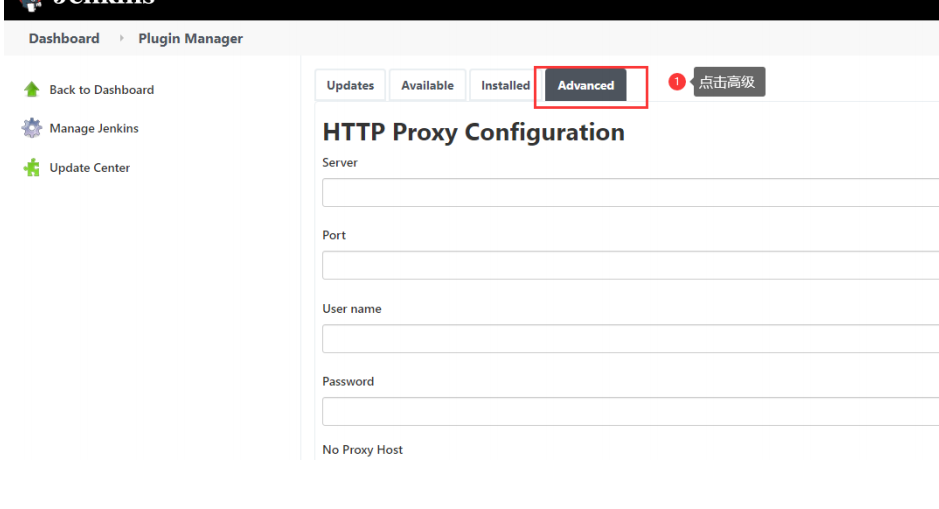 Jenkins
Dashboard Plugin Manager
Back to Dashboard
Manage Jenkins
Update Center
Updates Available Installed Advanced
1 点击高级
HTTP Proxy Configuration
Server
Port
User name
Password
No Proxy Host